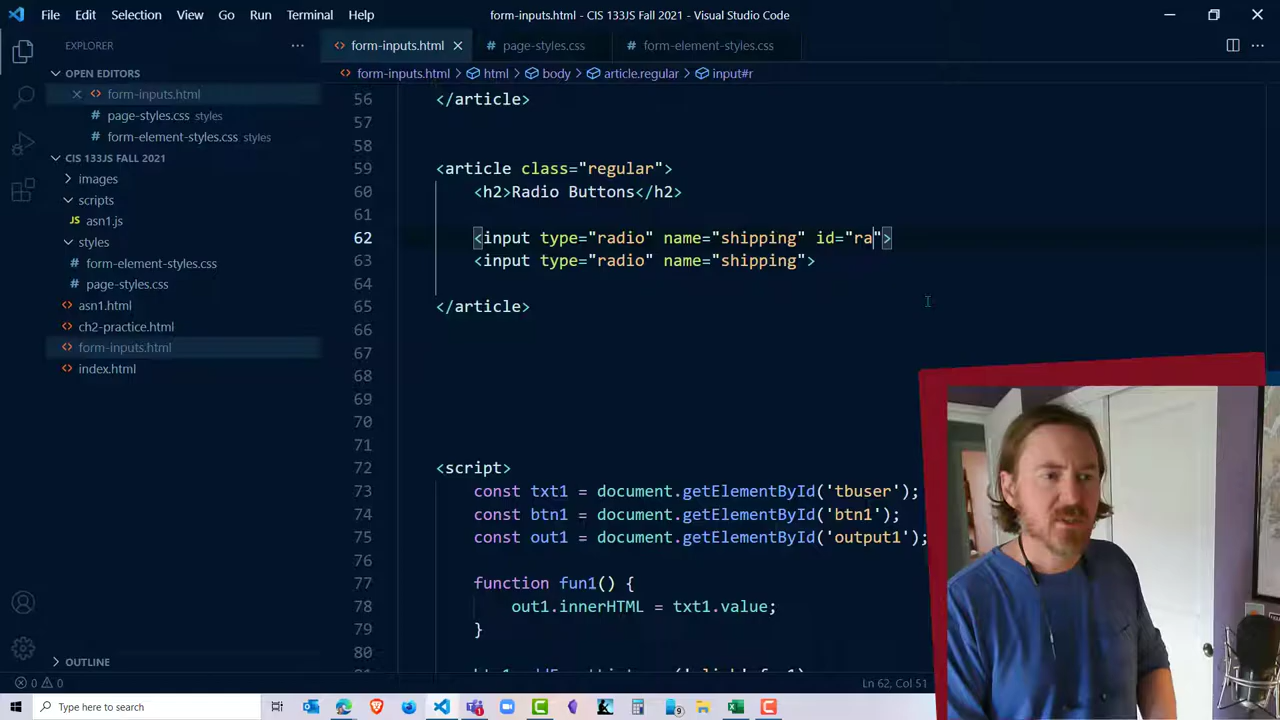 File Edit Selection View Go Run Terminal Help
form-inputs.html - CIS 133JS Fall 2021 - Visual Studio Code
EXPLORER
OPEN EDITORS
form-inputs.html
page-styles.css styles
form-element-styles.css styles
CIS 133JS FALL 2021
images
scripts
JS asn1.js
styles
form-element-styles.css
page-styles.css
asn1.html
ch2-practice.html
form-inputs.html
index.html
OUTLINE
form-inputs.html page-styles.css form-element-styles.css
form-inputs.html > html > body > article.regular > input#r
56 </article>
57
58
59 <article class="regular">
60 <h2>Radio Buttons</h2>
61
62 <input type="radio" name="shipping" id="ra">
63 <input type="radio" name="shipping">
64
65 </article>
66
67
68
69
70
71
72 <script>
73 const txt1 = document.getElementById('tbuser');
74 const btn1 = document.getElementById('btn1');
75 const out1 = document.getElementById('output1');
76
77 function fun1() {
78 out1.innerHTML = txt1.value;
79 }
80
0 0
Ln 62, Col 51
Type here to search